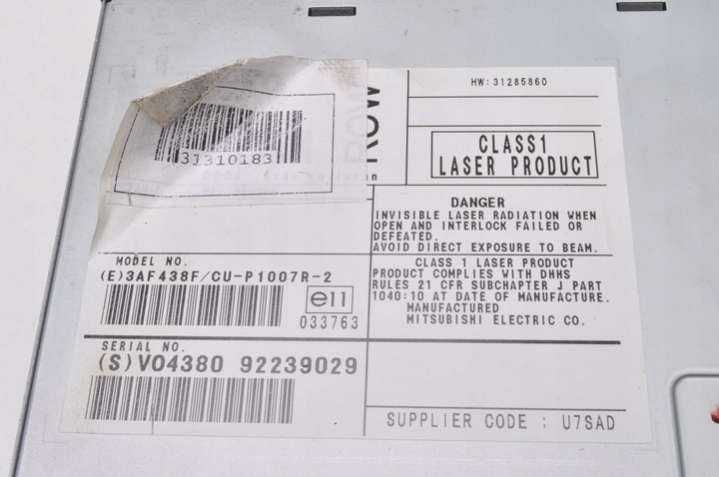 31310183
ROW
HW:31285860
CLASS1
LASER PRODUCT
DANGER
INVISIBLE LASER RADIATION WHEN
OPEN AND INTERLOCK FAILED OR
DEFEATED.
AVOID DIRECT EXPOSURE TO BEAM.
CLASS 1 LASER PRODUCT
PRODUCT COMPLIES WITH DHHS
RULES 21 CFR SUBCHAPTER J PART
1040:10 AT DATE OF MANUFACTURE.
MANUFACTURED
MITSUBISHI ELECTRIC CO.
MODEL NO.
(E)3AF438F/CU-P1007R-2
e11
033763
SERIAL NO.
(S)VO4380 92239029
SUPPLIER CODE : U7SAD